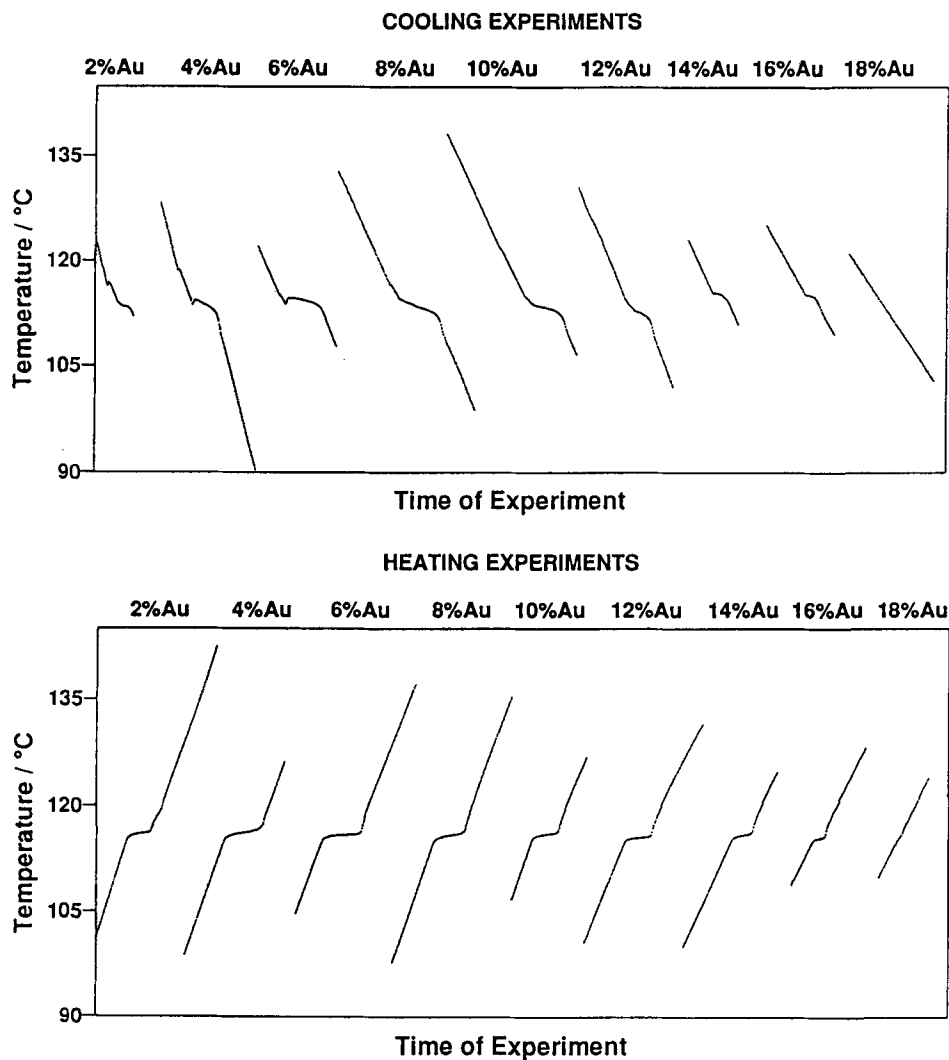 COOLING EXPERIMENTS
2%Au 4%Au 6%Au 8%Au 10%Au 12%Au 14%Au 16%Au 18%Au
135
120
105
90
Temperature / °C
Time of Experiment
HEATING EXPERIMENTS
2%Au 4%Au 6%Au 8%Au 10%Au 12%Au 14%Au 16%Au 18%Au
135
120
105
90
Temperature / °C
Time of Experiment